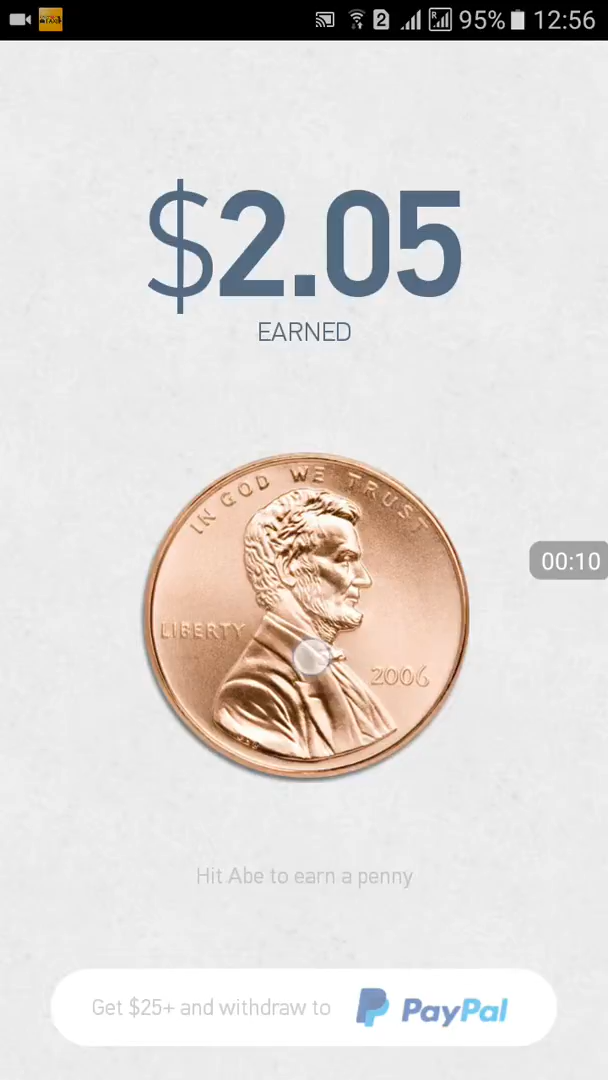 2 R 95% 12:56
$2.05
EARNED
IN GOD WE TRUST
LIBERTY
2006
00:10
Hit Abe to earn a penny
Get $25+ and withdraw to PayPal